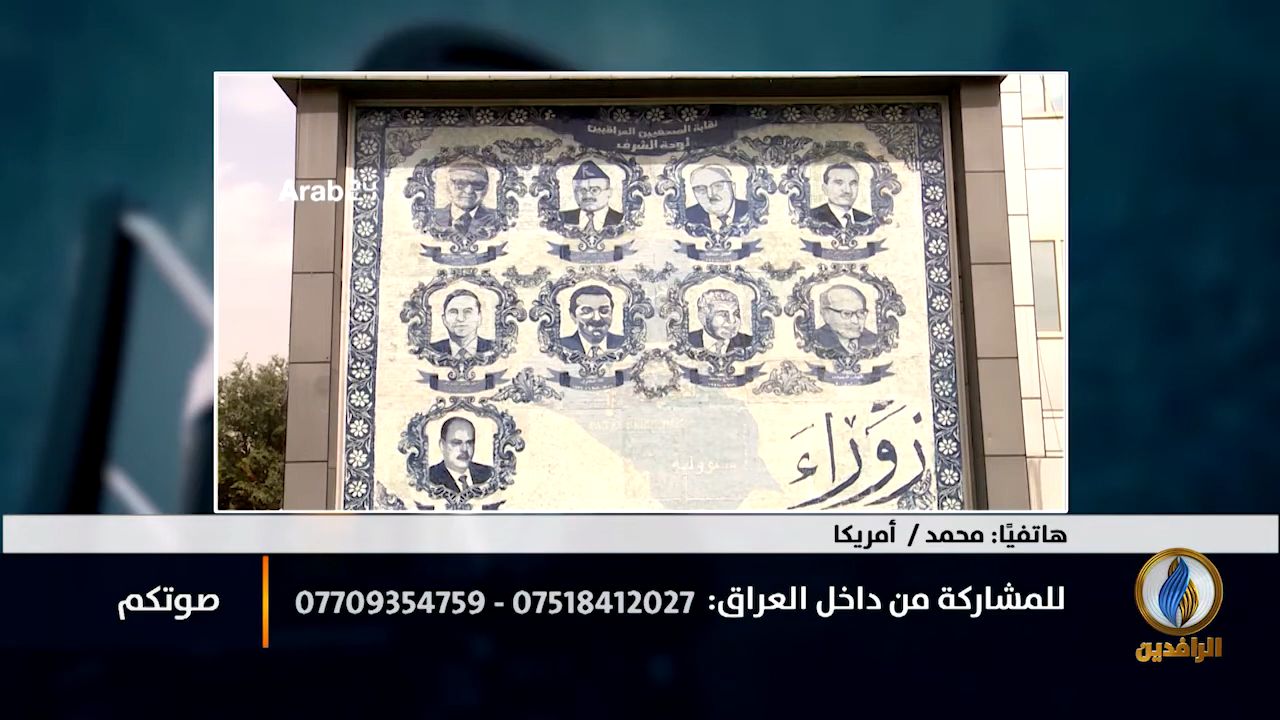 نقابة الصحفيين العراقيين
لوحة الشرف
Arab
زوراء
هاتفيًا: محمد / أمريكا
للمشاركة من داخل العراق: 07518412027 - 07709354759
صوتكم
الرافدين